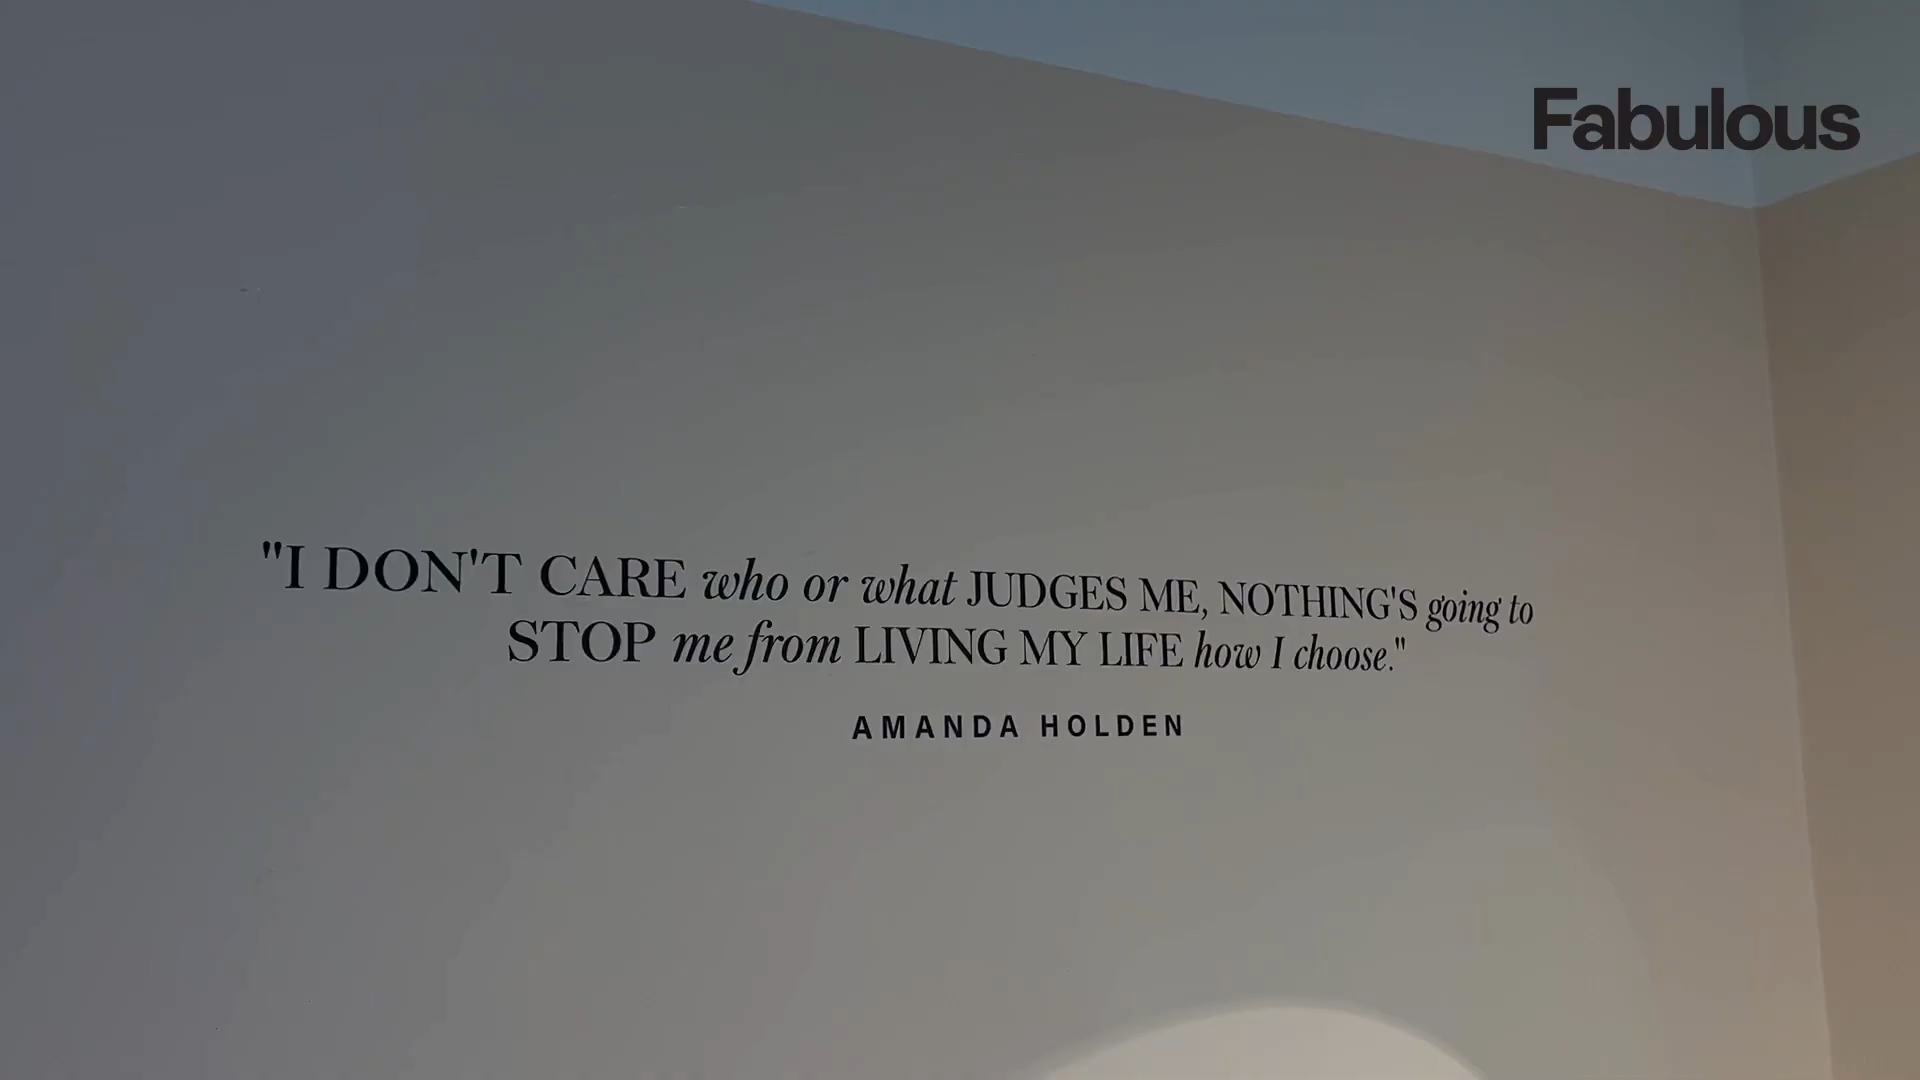 Fabulous
"I DON'T CARE who or what JUDGES ME, NOTHING'S going to
STOP me from LIVING MY LIFE how I choose."
AMANDA HOLDEN